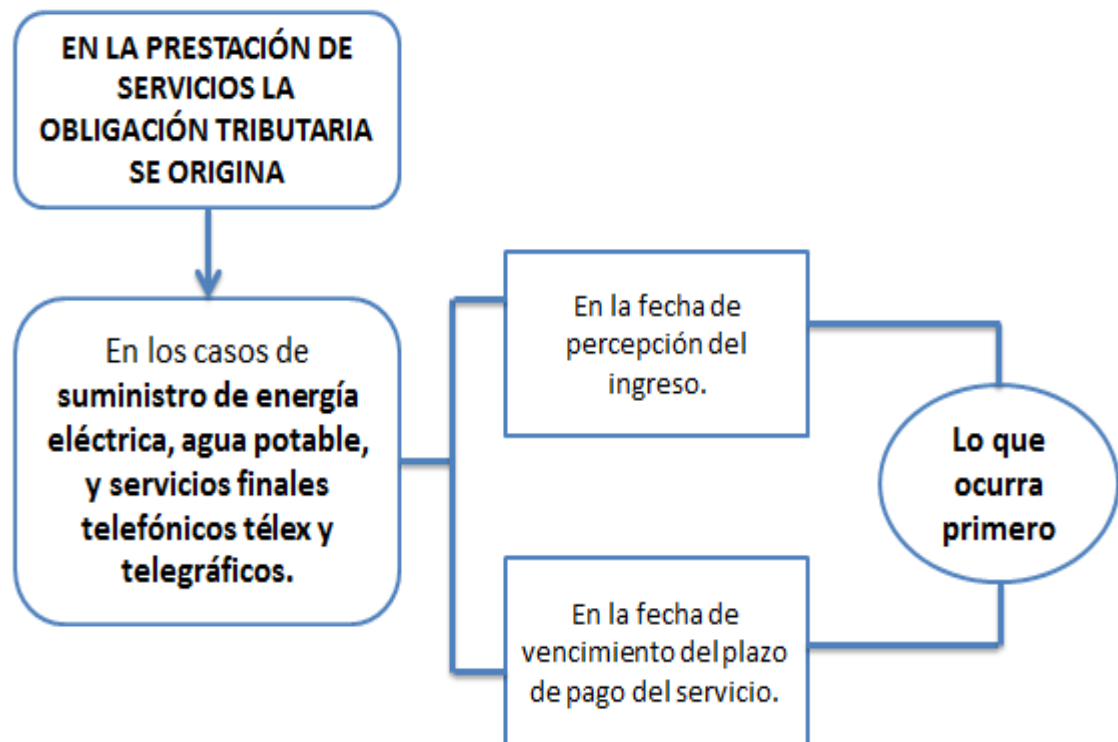 EN LA PRESTACIÓN DE
SERVICIOS LA
OBLIGACIÓN TRIBUTARIA
SE ORIGINA
En los casos de
suministro de energía
eléctrica, agua potable,
y servicios finales
telefónicos télex y
telegráficos.
En la fecha de
percepción del
ingreso.
En la fecha de
vencimiento del plazo
de pago del servicio.
Lo que
ocurra
primero